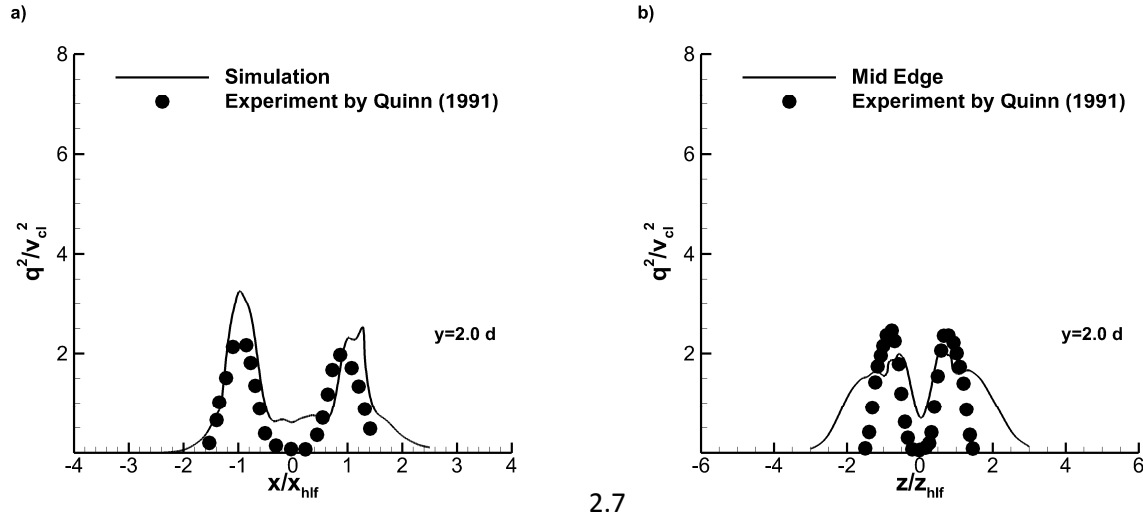 a)
8
6
4
2
q²/v_cl²
Simulation
Experiment by Quinn (1991)
y=2.0 d
-4 -3 -2 -1 0 1 2 3 4
x/x_hlf
b)
8
6
4
2
q²/v_cl²
Mid Edge
Experiment by Quinn (1991)
y=2.0 d
-6 -4 -2 0 2 4 6
z/z_hlf
2.7